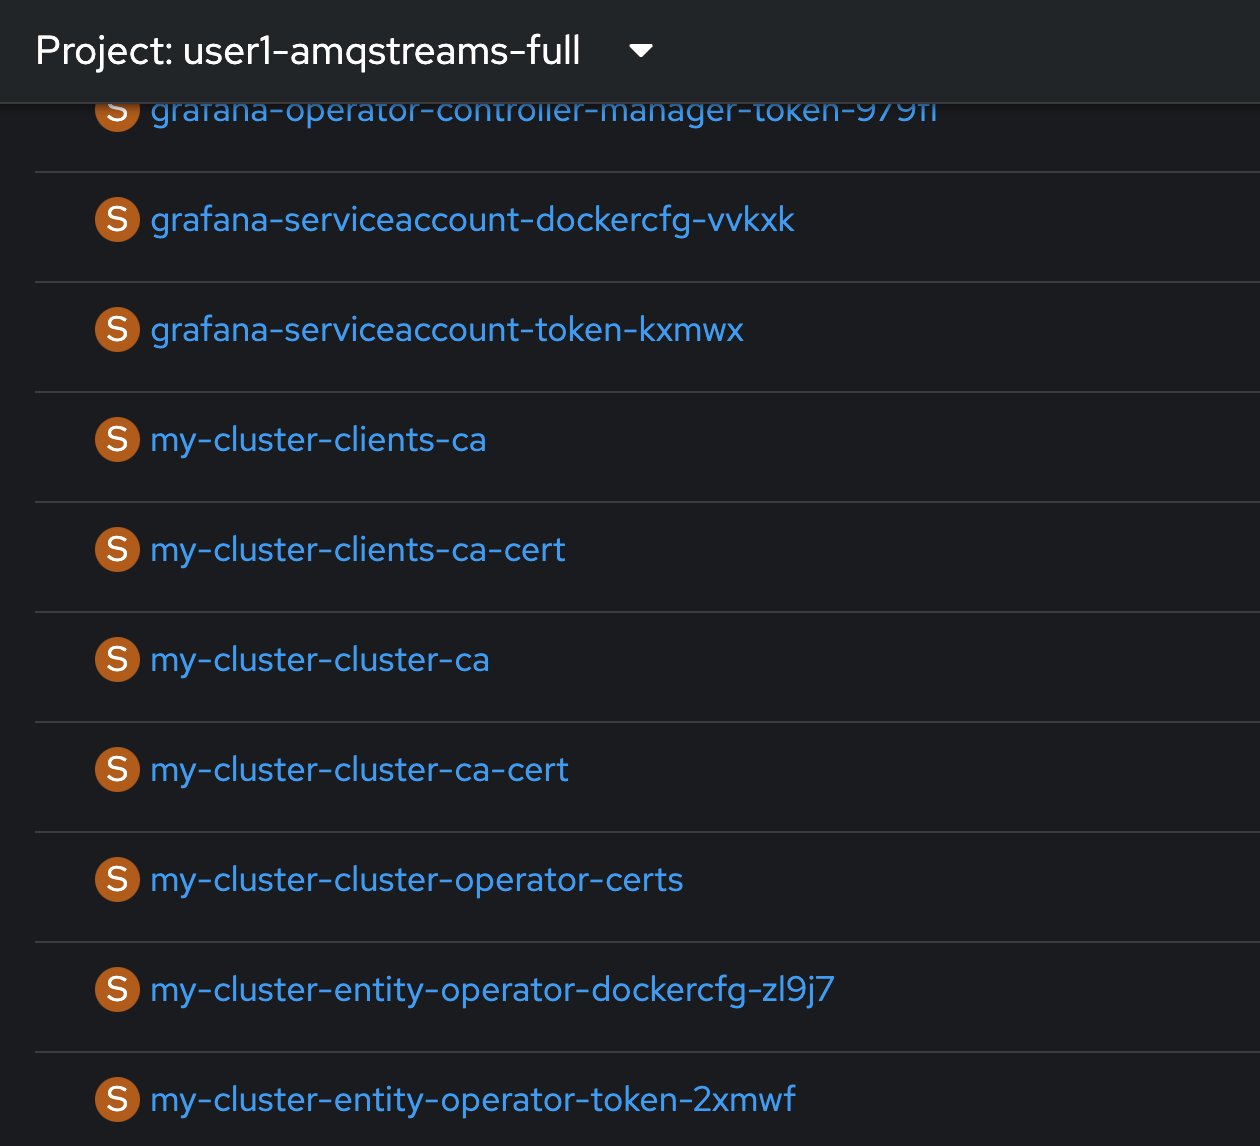 Project: user1-amqstreams-full
S grafana-operator-controller-manager-token-
S grafana-serviceaccount-dockercfg-vvkxk
S grafana-serviceaccount-token-kxmwx
S my-cluster-clients-ca
S my-cluster-clients-ca-cert
S my-cluster-cluster-ca
S my-cluster-cluster-ca-cert
S my-cluster-cluster-operator-certs
S my-cluster-entity-operator-dockercfg-zl9j7
S my-cluster-entity-operator-token-2xmwf